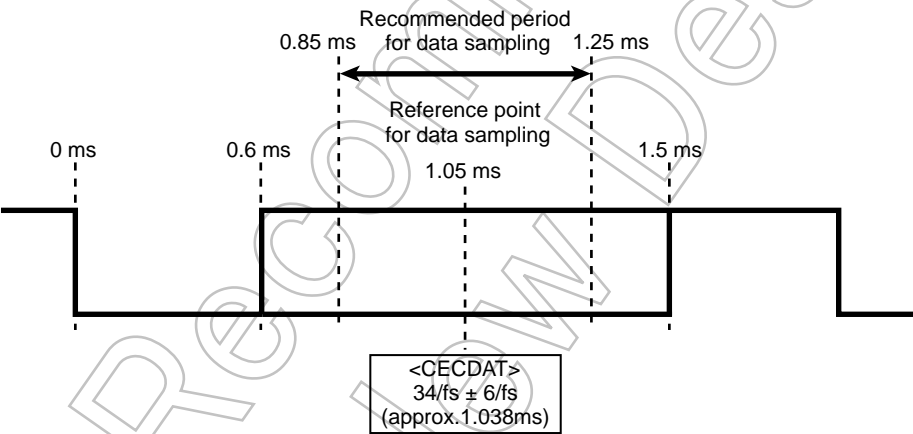 Recommended period
for data sampling
0.85 ms
1.25 ms
Reference point
for data sampling
0 ms
0.6 ms
1.05 ms
1.5 ms
<CECDAT>
34/fs ± 6/fs
(approx.1.038ms)